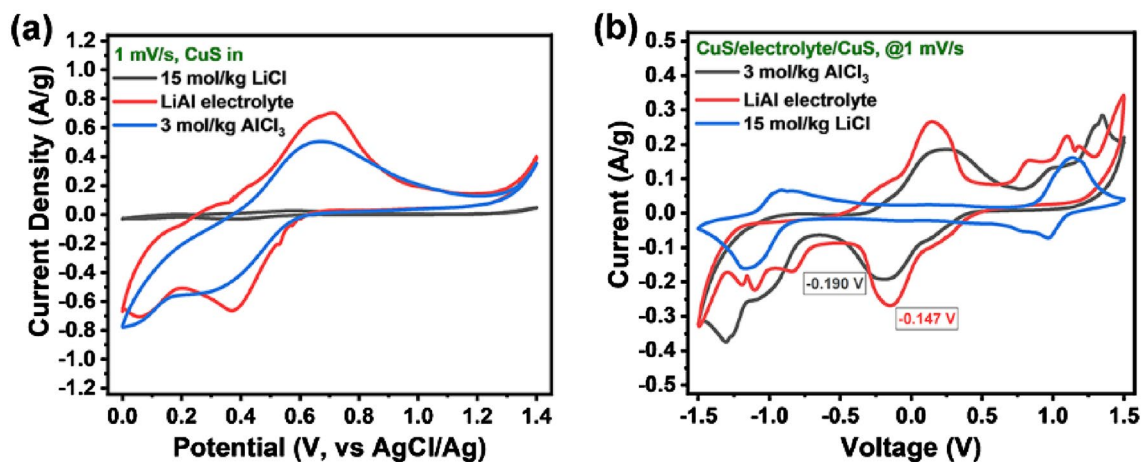 (a)
1 mV/s, CuS in
15 mol/kg LiCl
LiAl electrolyte
3 mol/kg AlCl₃
Current Density (A/g)
1.2
1.0
0.8
0.6
0.4
0.2
0.0
-0.2
-0.4
-0.6
-0.8
-1.0
-1.2
0.0 0.2 0.4 0.6 0.8 1.0 1.2 1.4
Potential (V, vs AgCl/Ag)
(b)
CuS/electrolyte/CuS, @1 mV/s
3 mol/kg AlCl₃
LiAl electrolyte
15 mol/kg LiCl
Current (A/g)
0.5
0.4
0.3
0.2
0.1
0.0
-0.1
-0.2
-0.3
-0.4
-0.5
-0.190 V
-0.147 V
-1.5 -1.0 -0.5 0.0 0.5 1.0 1.5
Voltage (V)